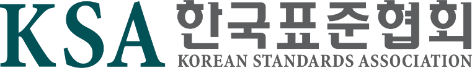 KSA 한국표준협회
KOREAN STANDARDS ASSOCIATION